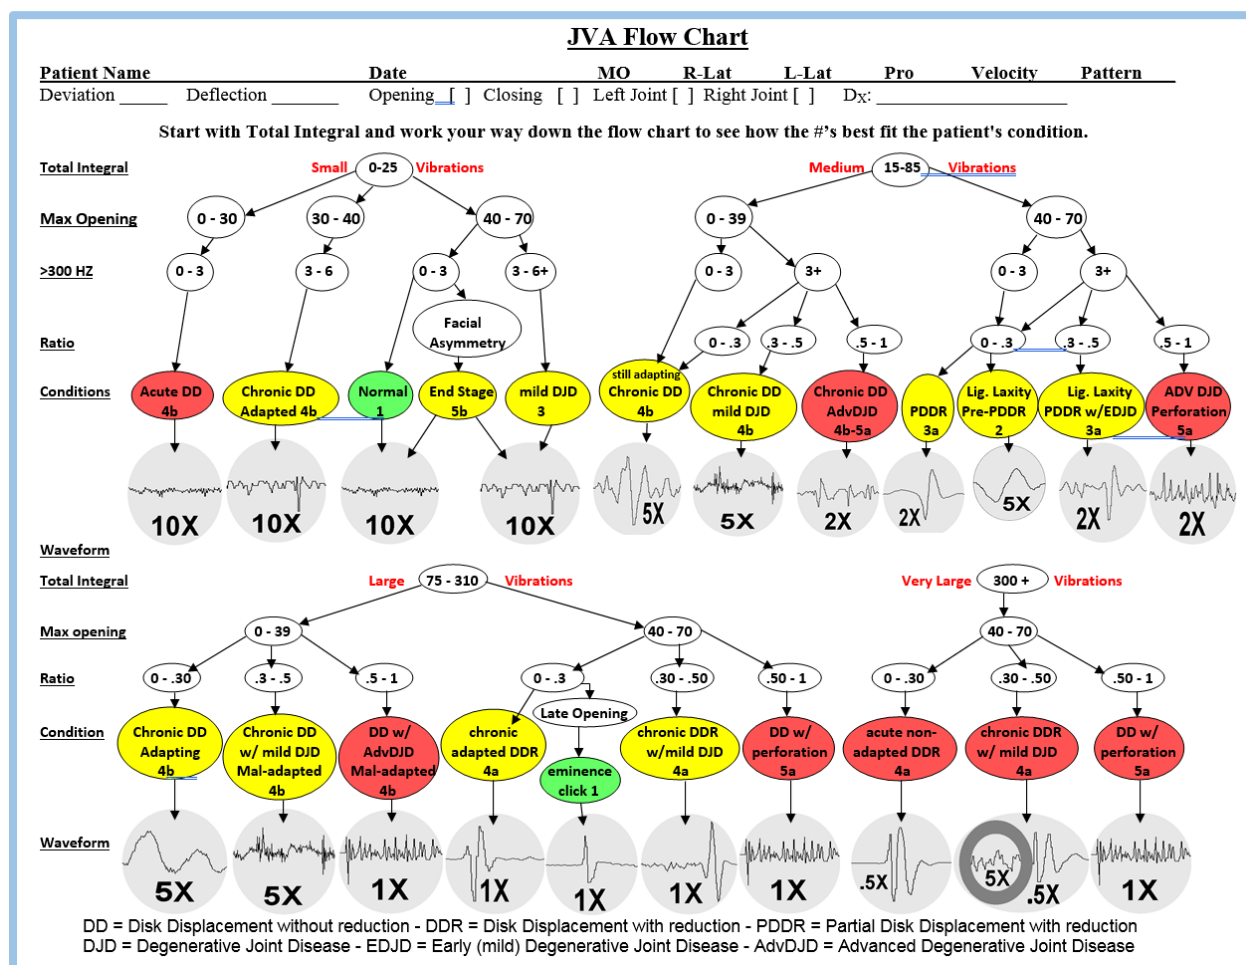 JVA Flow Chart
Patient Name Date MO R-Lat L-Lat Pro Velocity Pattern
Deviation _____ Deflection _______ Opening [ ] Closing [ ] Left Joint [ ] Right Joint [ ] Dx: ____________________
Start with Total Integral and work your way down the flow chart to see how the #'s best fit the patient's condition.
Total Integral Small 0-25 Vibrations Medium 15-85 Vibrations
Max Opening 0 - 30 30 - 40 40 - 70 0 - 39 40 - 70
>300 HZ 0 - 3 3 - 6 0 - 3 3 - 6+ 0 - 3 3+ 0 - 3 3+
Facial
Asymmetry
Ratio 0 - .3 .3 - .5 .5 - 1 0 - .3 .3 - .5 .5 - 1
Conditions
Acute DD
4b
Chronic DD
Adapted 4b
Normal
1
End Stage
5b
mild DJD
3
still adapting
Chronic DD
4b
Chronic DD
mild DJD
4b
Chronic DD
AdvDJD
4b-5a
PDDR
3a
Lig. Laxity
Pre-PDDR
2
Lig. Laxity
PDDR w/EDJD
3a
ADV DJD
Perforation
5a
10X 10X 10X 10X 5X 5X 2X 2X 5X 2X 2X
Waveform
Total Integral Large 75 - 310 Vibrations Very Large 300 + Vibrations
Max opening 0 - 39 40 - 70 40 - 70
Ratio 0 - .30 .3 - .5 .5 - 1 0 - .3 .30 - .50 .50 - 1 0 - .30 .30 - .50 .50 - 1
Late Opening
Condition
Chronic DD
Adapting
4b
Chronic DD
w/ mild DJD
Mal-adapted
4b
DD w/
AdvDJD
Mal-adapted
4b
chronic
adapted DDR
4a
eminence
click 1
chronic DDR
w/mild DJD
4a
DD w/
perforation
5a
acute non-
adapted DDR
4a
chronic DDR
w/ mild DJD
4a
DD w/
perforation
5a
Waveform
5X 5X 1X 1X 1X 1X 1X .5X 5X .5X 1X
DD = Disk Displacement without reduction - DDR = Disk Displacement with reduction - PDDR = Partial Disk Displacement with reduction
DJD = Degenerative Joint Disease - EDJD = Early (mild) Degenerative Joint Disease - AdvDJD = Advanced Degenerative Joint Disease